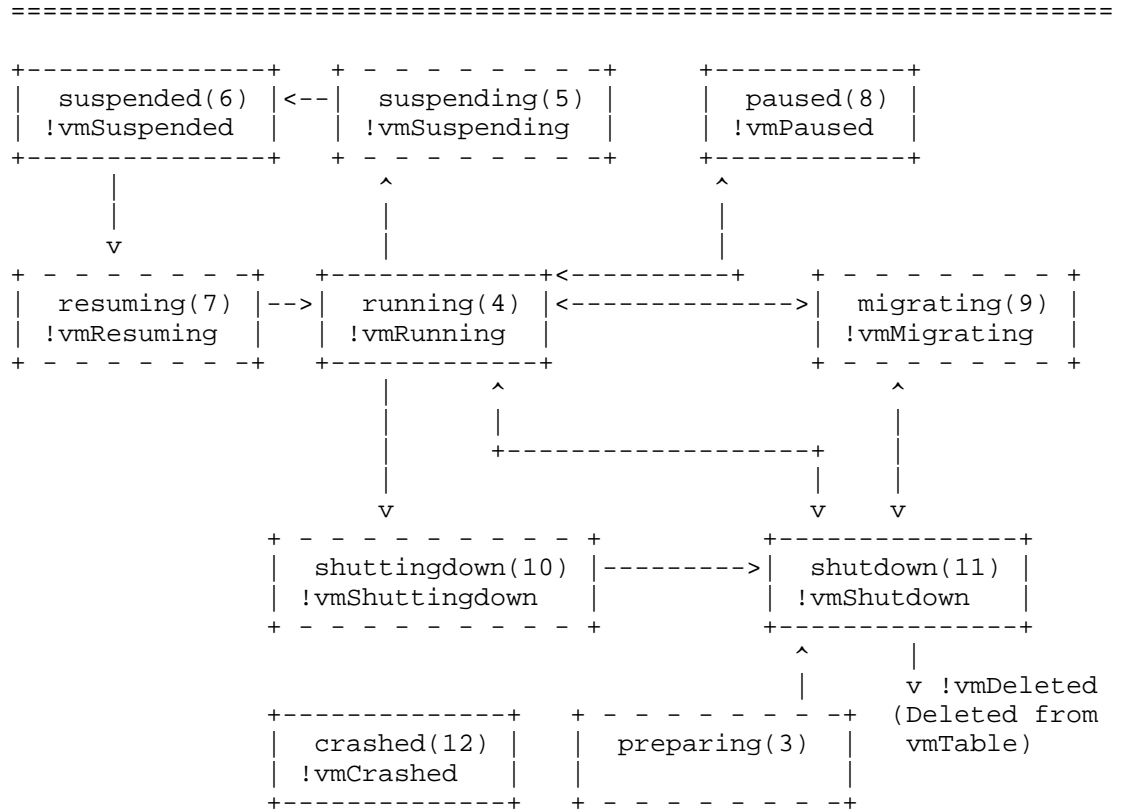 suspended(6) suspending(5) paused(8)
!vmSuspended !vmSuspending !vmPaused
resuming(7) running(4) migrating(9)
!vmResuming !vmRunning !vmMigrating
shuttingdown(10) shutdown(11)
!vmShuttingdown !vmShutdown
v !vmDeleted
(Deleted from
crashed(12) preparing(3) vmTable)
!vmCrashed